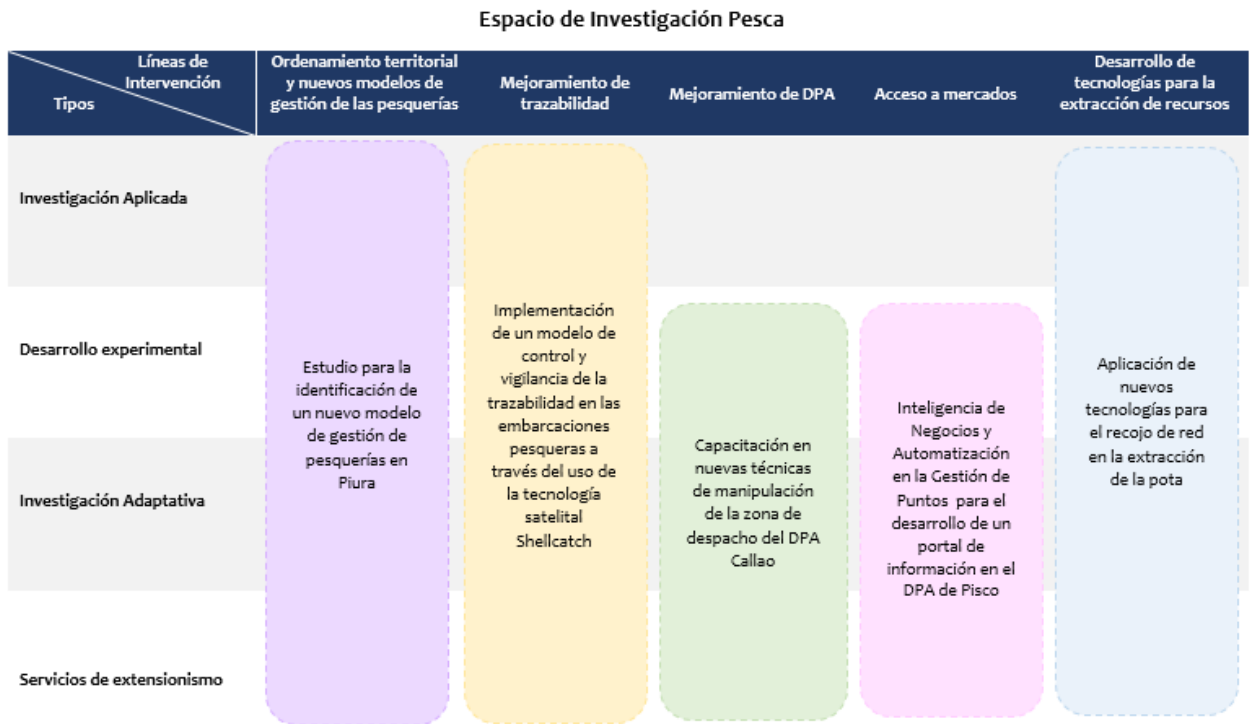 Espacio de Investigación Pesca
Líneas de
Intervención
Tipos
Ordenamiento territorial
y nuevos modelos de
gestión de las pesquerías
Mejoramiento de
trazabilidad
Mejoramiento de DPA
Acceso a mercados
Desarrollo de
tecnologías para la
extracción de recursos
Investigación Aplicada
Desarrollo experimental
Investigación Adaptativa
Servicios de extensionismo
Estudio para la
identificación de
un nuevo modelo
de gestión de
pesquerías en
Piura
Implementación
de un modelo de
control y
vigilancia de la
trazabilidad en las
embarcaciones
pesqueras a
través del uso de
la tecnología
satelital
Shellcatch
Capacitación en
nuevas técnicas
de manipulación
de la zona de
despacho del DPA
Callao
Inteligencia de
Negocios y
Automatización
en la Gestión de
Puntos para el
desarrollo de un
portal de
información en el
DPA de Pisco
Aplicación de
nuevos
tecnologías para
el recojo de red
en la extracción
de la pota